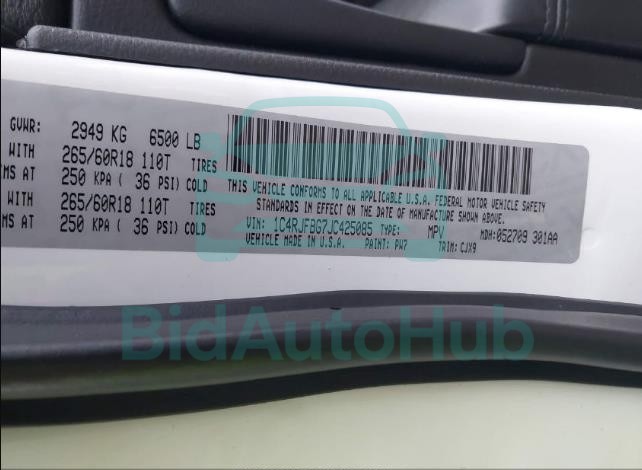 GVWR: 2949 KG 6500 LB
WITH 265/60R18 110T TIRES
MS AT 250 KPA ( 36 PSI) COLD
WITH 265/60R18 110T TIRES
MS AT 250 KPA ( 36 PSI) COLD
THIS VEHICLE CONFORMS TO ALL APPLICABLE U.S.A. FEDERAL MOTOR VEHICLE SAFETY
STANDARDS IN EFFECT ON THE DATE OF MANUFACTURE SHOWN ABOVE.
VIN: 1C4RJFBG7JC425085 TYPE: MPV MDH:052709 301AA
VEHICLE MADE IN U.S.A. PAINT: PW7 TRIM: CJX9
BidAutoHub